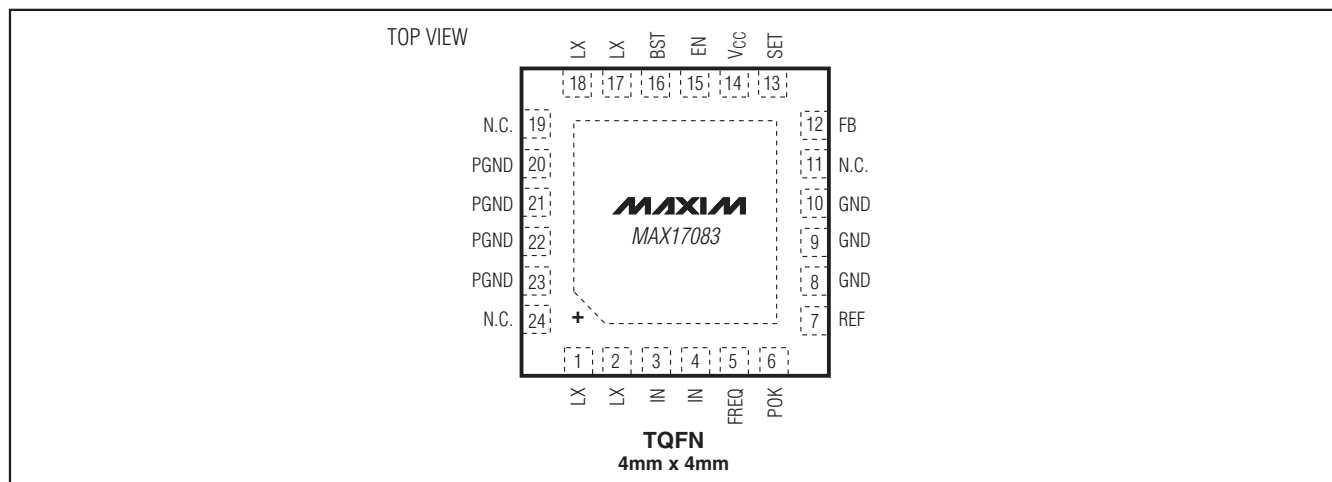 TOP VIEW
LX LX BST EN VCC SET
18 17 16 15 14 13
N.C. 19
PGND 20
PGND 21
PGND 22
PGND 23
N.C. 24
MAXIM
MAX17083
+
12 FB
11 N.C.
10 GND
9 GND
8 GND
7 REF
1 2 3 4 5 6
LX LX IN IN FREQ POK
TQFN
4mm x 4mm